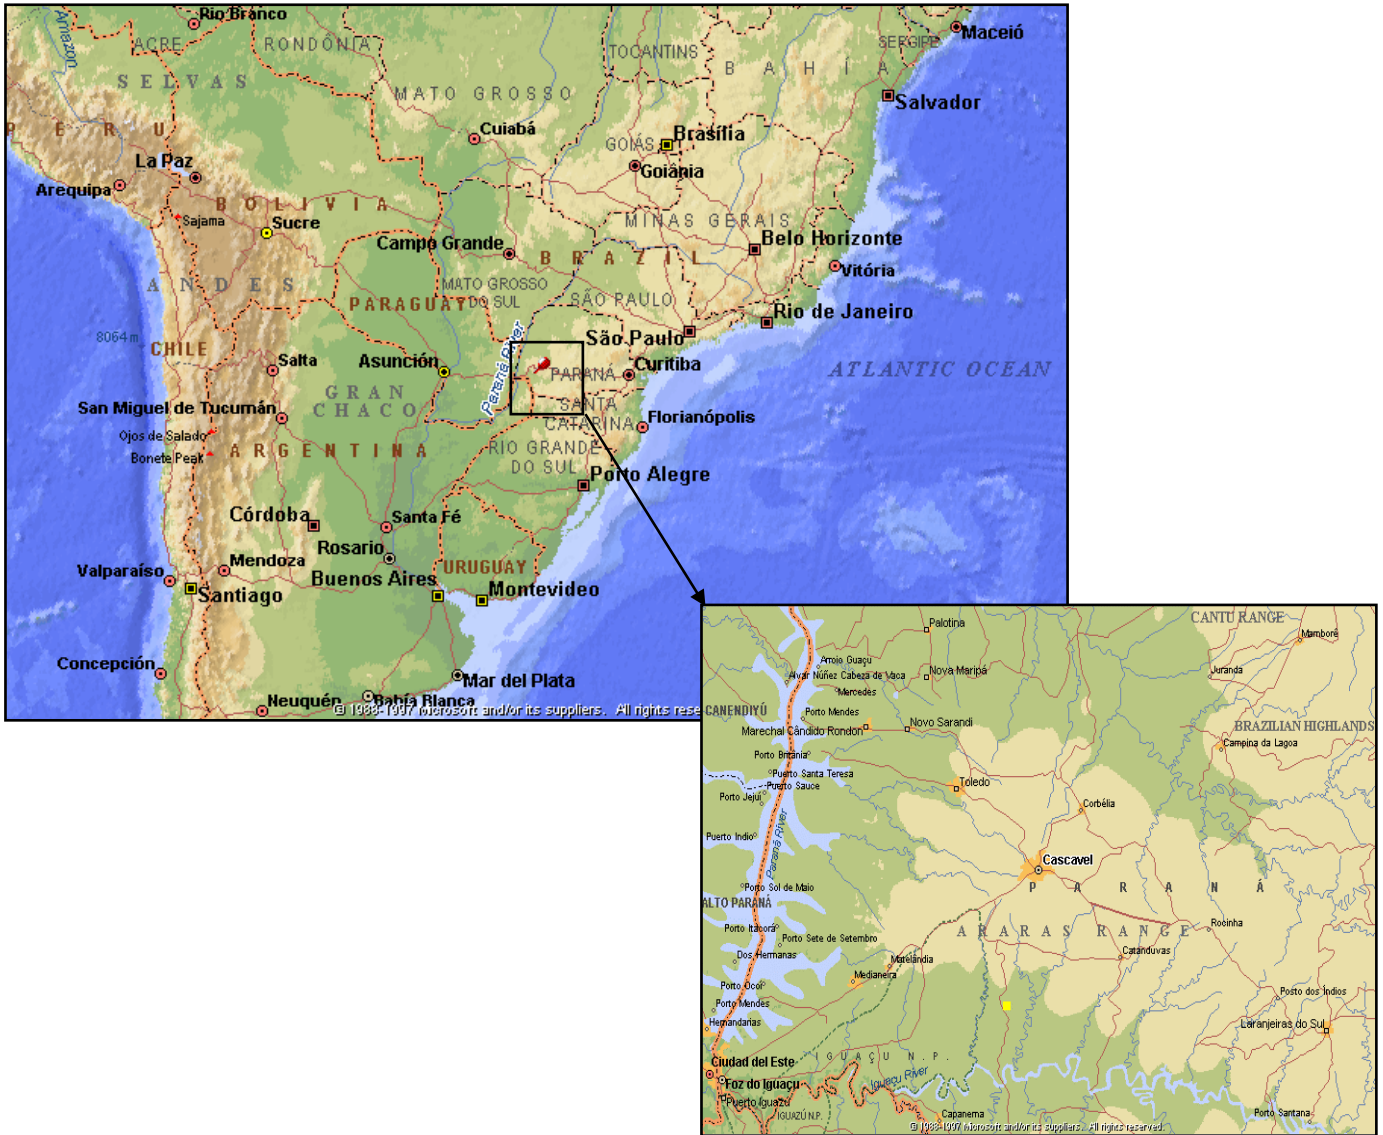 Rio Branco
Maceió
Amazon
ACRE
RONDÔNIA
TOCANTINS
SERGIPE
BAHÍA
SELVAS
MATO GROSSO
Salvador
PERU
Cuiabá
Brasília
GOIÁS
Goiânia
La Paz
Arequipa
BOLIVIA
Sajama
Sucre
MINAS GERAIS
Campo Grande
BRAZIL
Belo Horizonte
Vitória
ANDES
MATO GROSSO
DO SUL
PARAGUAY
SÃO PAULO
Rio de Janeiro
8064m
CHILE
São Paulo
Paraná River
Salta
Asunción
PARANÁ
Curitiba
ATLANTIC OCEAN
GRAN
CHACO
San Miguel de Tucumán
SANTA
CATARINA
Florianópolis
Ojos de Salado
Bonete Peak
ARGENTINA
RIO GRANDE
DO SUL
Porto Alegre
Córdoba
Santa Fé
Rosario
Mendoza
URUGUAY
Valparaíso
Buenos Aires
Santiago
Montevideo
Concepción
Mar del Plata
Neuquén
Bahía Blanca
© 1988-1997 Microsoft and/or its suppliers. All rights rese
CANTU RANGE
Palotina
Mamborê
Arroio Guaçu
Alvar Núñez Cabeza de Vaca
Nova Maripá
Juranda
Mercedes
CANENDIYÚ
Porto Mendes
Novo Sarandi
Marechal Cândido Rondon
BRAZILIAN HIGHLANDS
Campina da Lagoa
Porto Britânia
Puerto Santa Teresa
Puerto Sauce
Toledo
Porto Jejui
Corbélia
Puerto Indio
Paraná River
Cascavel
Porto Sol de Maio
PARANÁ
ALTO PARANÁ
Porto Itacorá
Rocinha
ARARAS RANGE
Porto Sete de Setembro
Catanduvas
Dos Hermanas
Matelândia
Medianeira
Porto Ocoí
Posto dos Índios
Porto Mendes
Hernandarias
Laranjeiras do Sul
Ciudad del Este
IGUAÇU N.P.
Foz do Iguaçu
Iguaçu River
Puerto Iguazú
IGUAZÚ N.P.
Capanema
Porto Santana
© 1988-1997 Microsoft and/or its suppliers. All rights reserved.